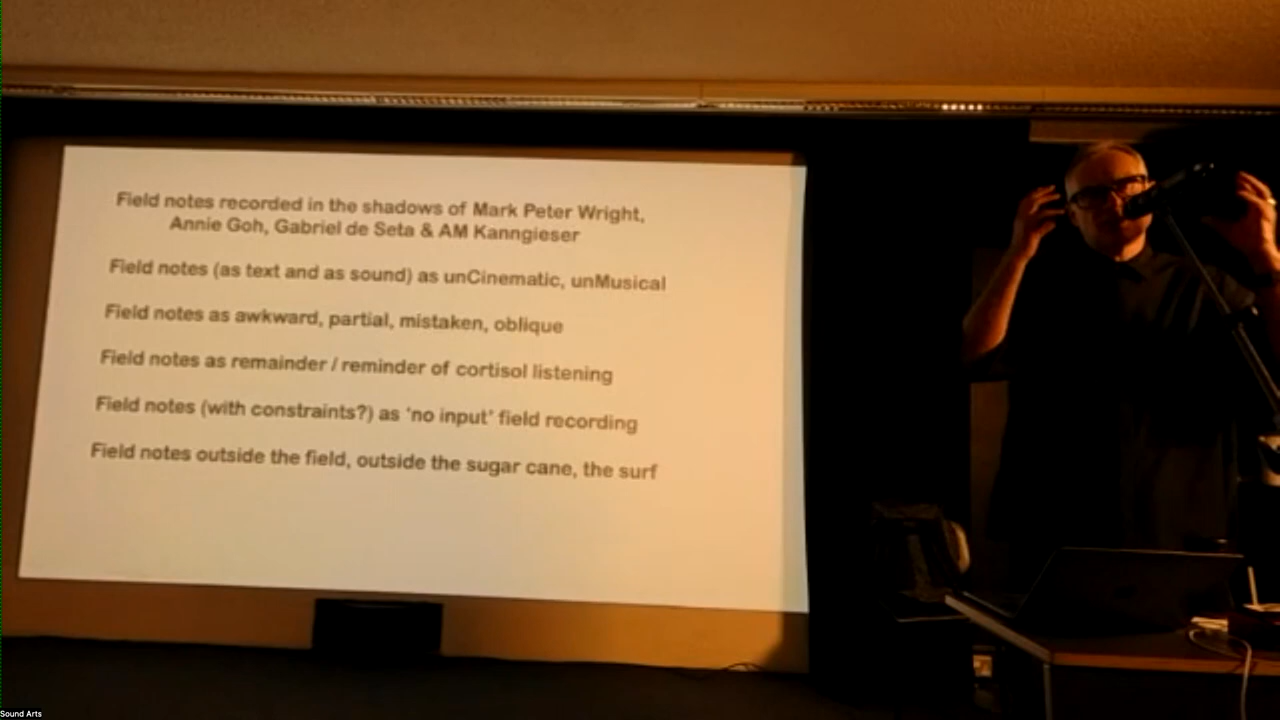 Field notes recorded in the shadows of Mark Peter Wright,
Annie Goh, Gabriel de Seta & AM Kanngieser
Field notes (as text and as sound) as unCinematic, unMusical
Field notes as awkward, partial, mistaken, oblique
Field notes as remainder / reminder of cortisol listening
Field notes (with constraints?) as 'no input' field recording
Field notes outside the field, outside the sugar cane, the surf
Sound Arts